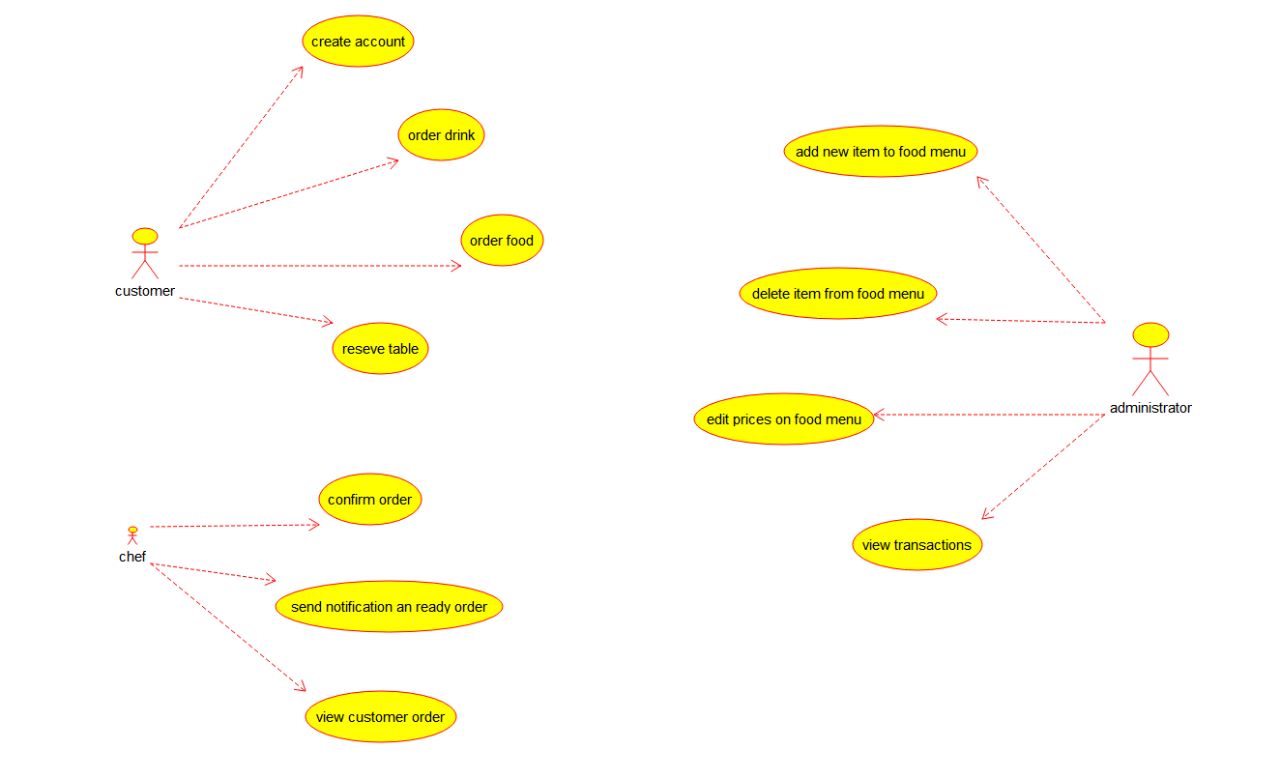 create account
order drink
order food
customer
reseve table
confirm order
chef
send notification an ready order
view customer order
add new item to food menu
delete item from food menu
administrator
edit prices on food menu
view transactions